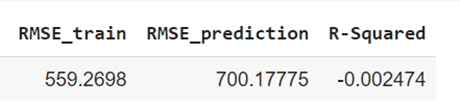 RMSE_train RMSE_prediction R-Squared
559.2698 700.17775 -0.002474